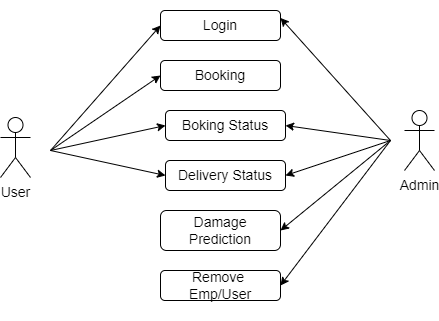 Login
Booking
Boking Status
Delivery Status
User
Admin
Damage
Prediction
Remove
Emp/User